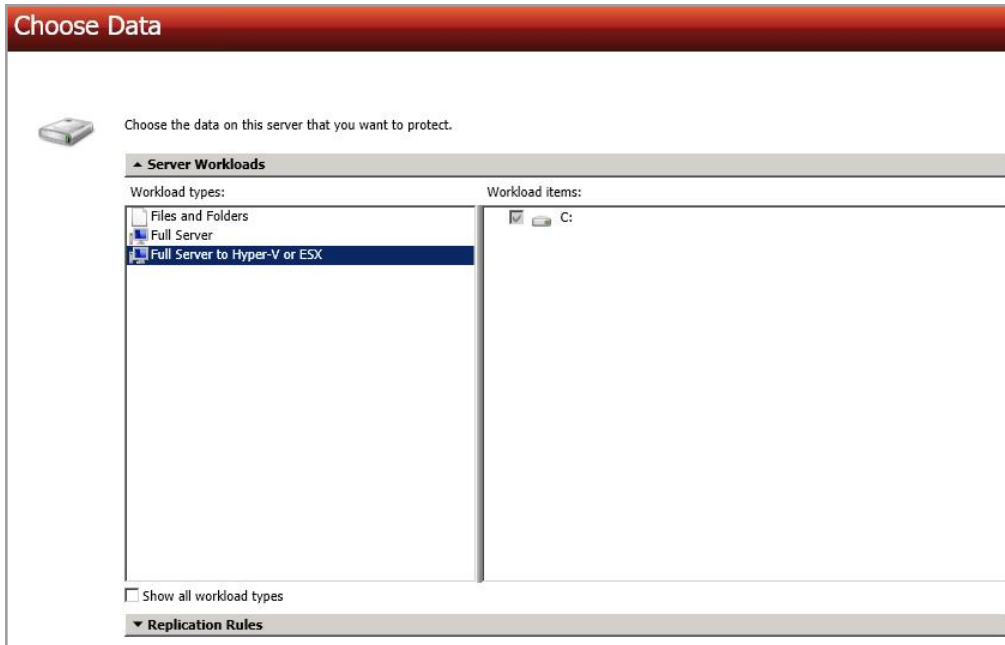 Choose Data
Choose the data on this server that you want to protect.
Server Workloads
Workload types:
Workload items:
Files and Folders
Full Server
Full Server to Hyper-V or ESX
C:
Show all workload types
Replication Rules